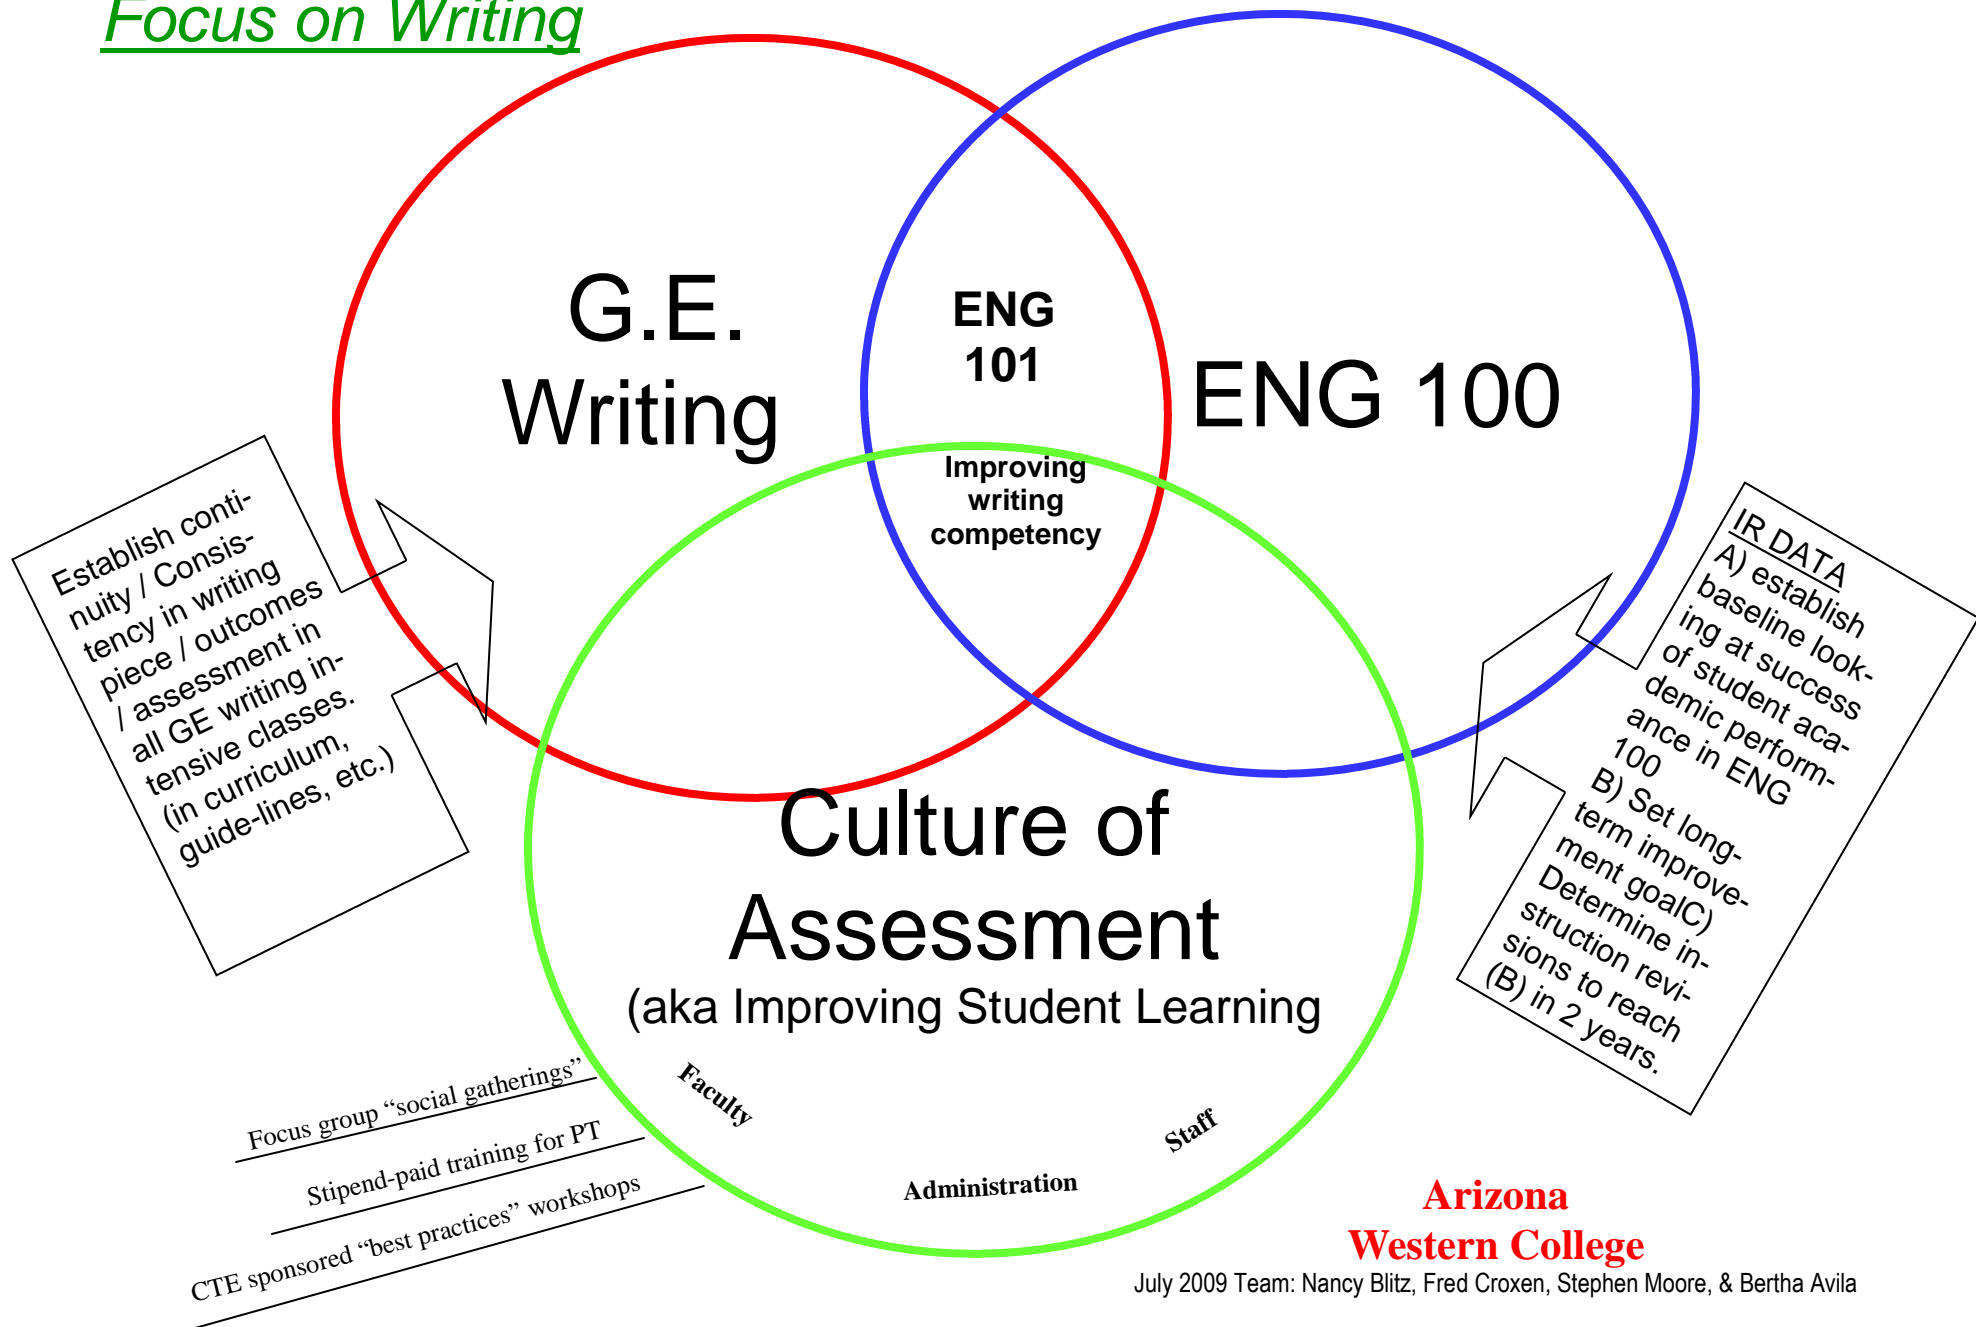 Focus on Writing
G.E.
Writing
ENG
101
ENG 100
Improving
writing
competency
Establish conti-
nuity / Consis-
tency in writing
piece / outcomes
/ assessment in
all GE writing in-
tensive classes.
(in curriculum,
guide-lines, etc.)
IR DATA
A) establish
baseline look-
ing at success
of student aca-
demic perform-
ance in ENG
100
B) Set long-
term improve-
ment goalC)
Determine in-
struction revi-
sions to reach
(B) in 2 years.
Culture of
Assessment
(aka Improving Student Learning
Faculty
Administration
Staff
Focus group “social gatherings”
Stipend-paid training for PT
CTE sponsored “best practices” workshops
Arizona
Western College
July 2009 Team: Nancy Blitz, Fred Croxen, Stephen Moore, & Bertha Avila